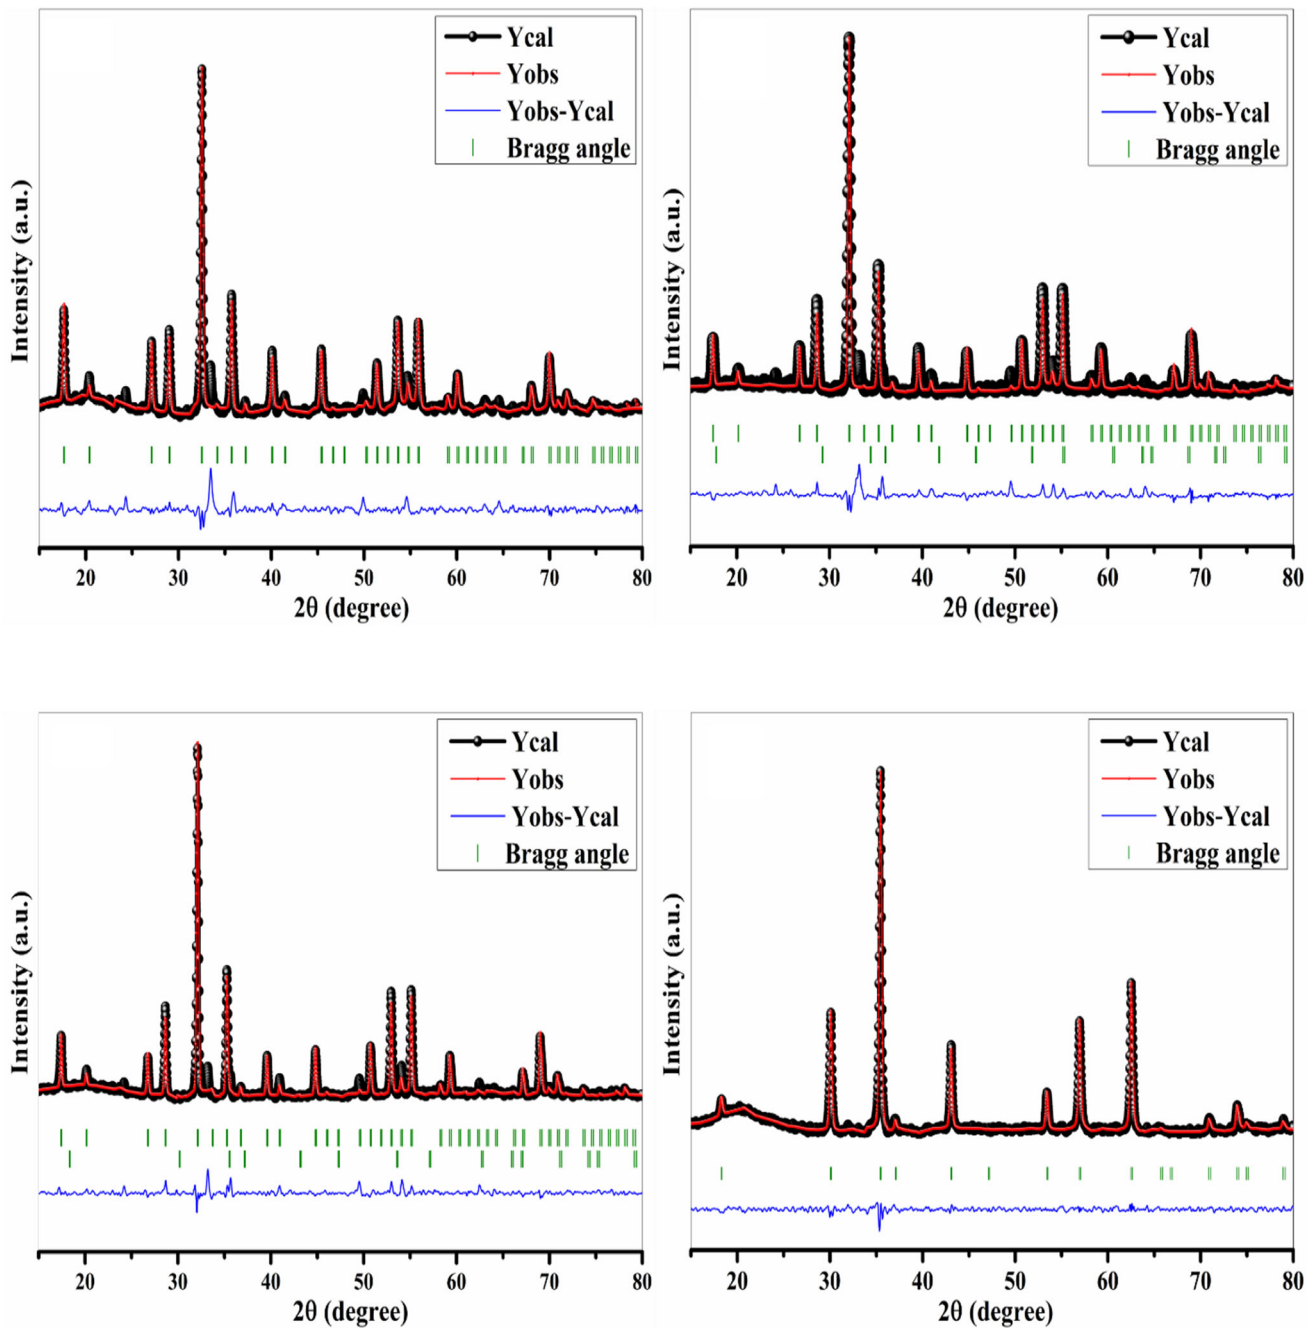 Ycal
Yobs
Yobs-Ycal
Bragg angle
Intensity (a.u.)
20 30 40 50 60 70 80
2θ (degree)
Ycal
Yobs
Yobs-Ycal
Bragg angle
Intensity (a.u.)
20 30 40 50 60 70 80
2θ (degree)
Ycal
Yobs
Yobs-Ycal
Bragg angle
Intensity (a.u.)
20 30 40 50 60 70 80
2θ (degree)
Ycal
Yobs
Yobs-Ycal
Bragg angle
Intensity (a.u.)
20 30 40 50 60 70 80
2θ (degree)